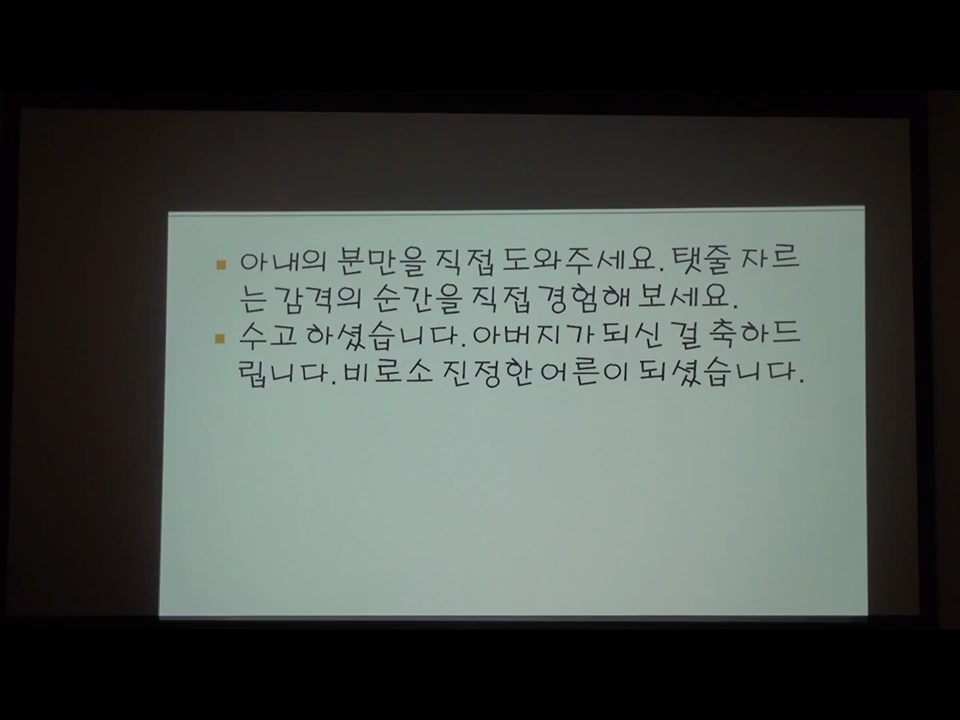 ▪ 아내의 분만을 직접 도와주세요. 탯줄 자르
는 감격의 순간을 직접 경험해 보세요.
▪ 수고 하셨습니다. 아버지가 되신 걸 축하드
립니다. 비로소 진정한 어른이 되셨습니다.